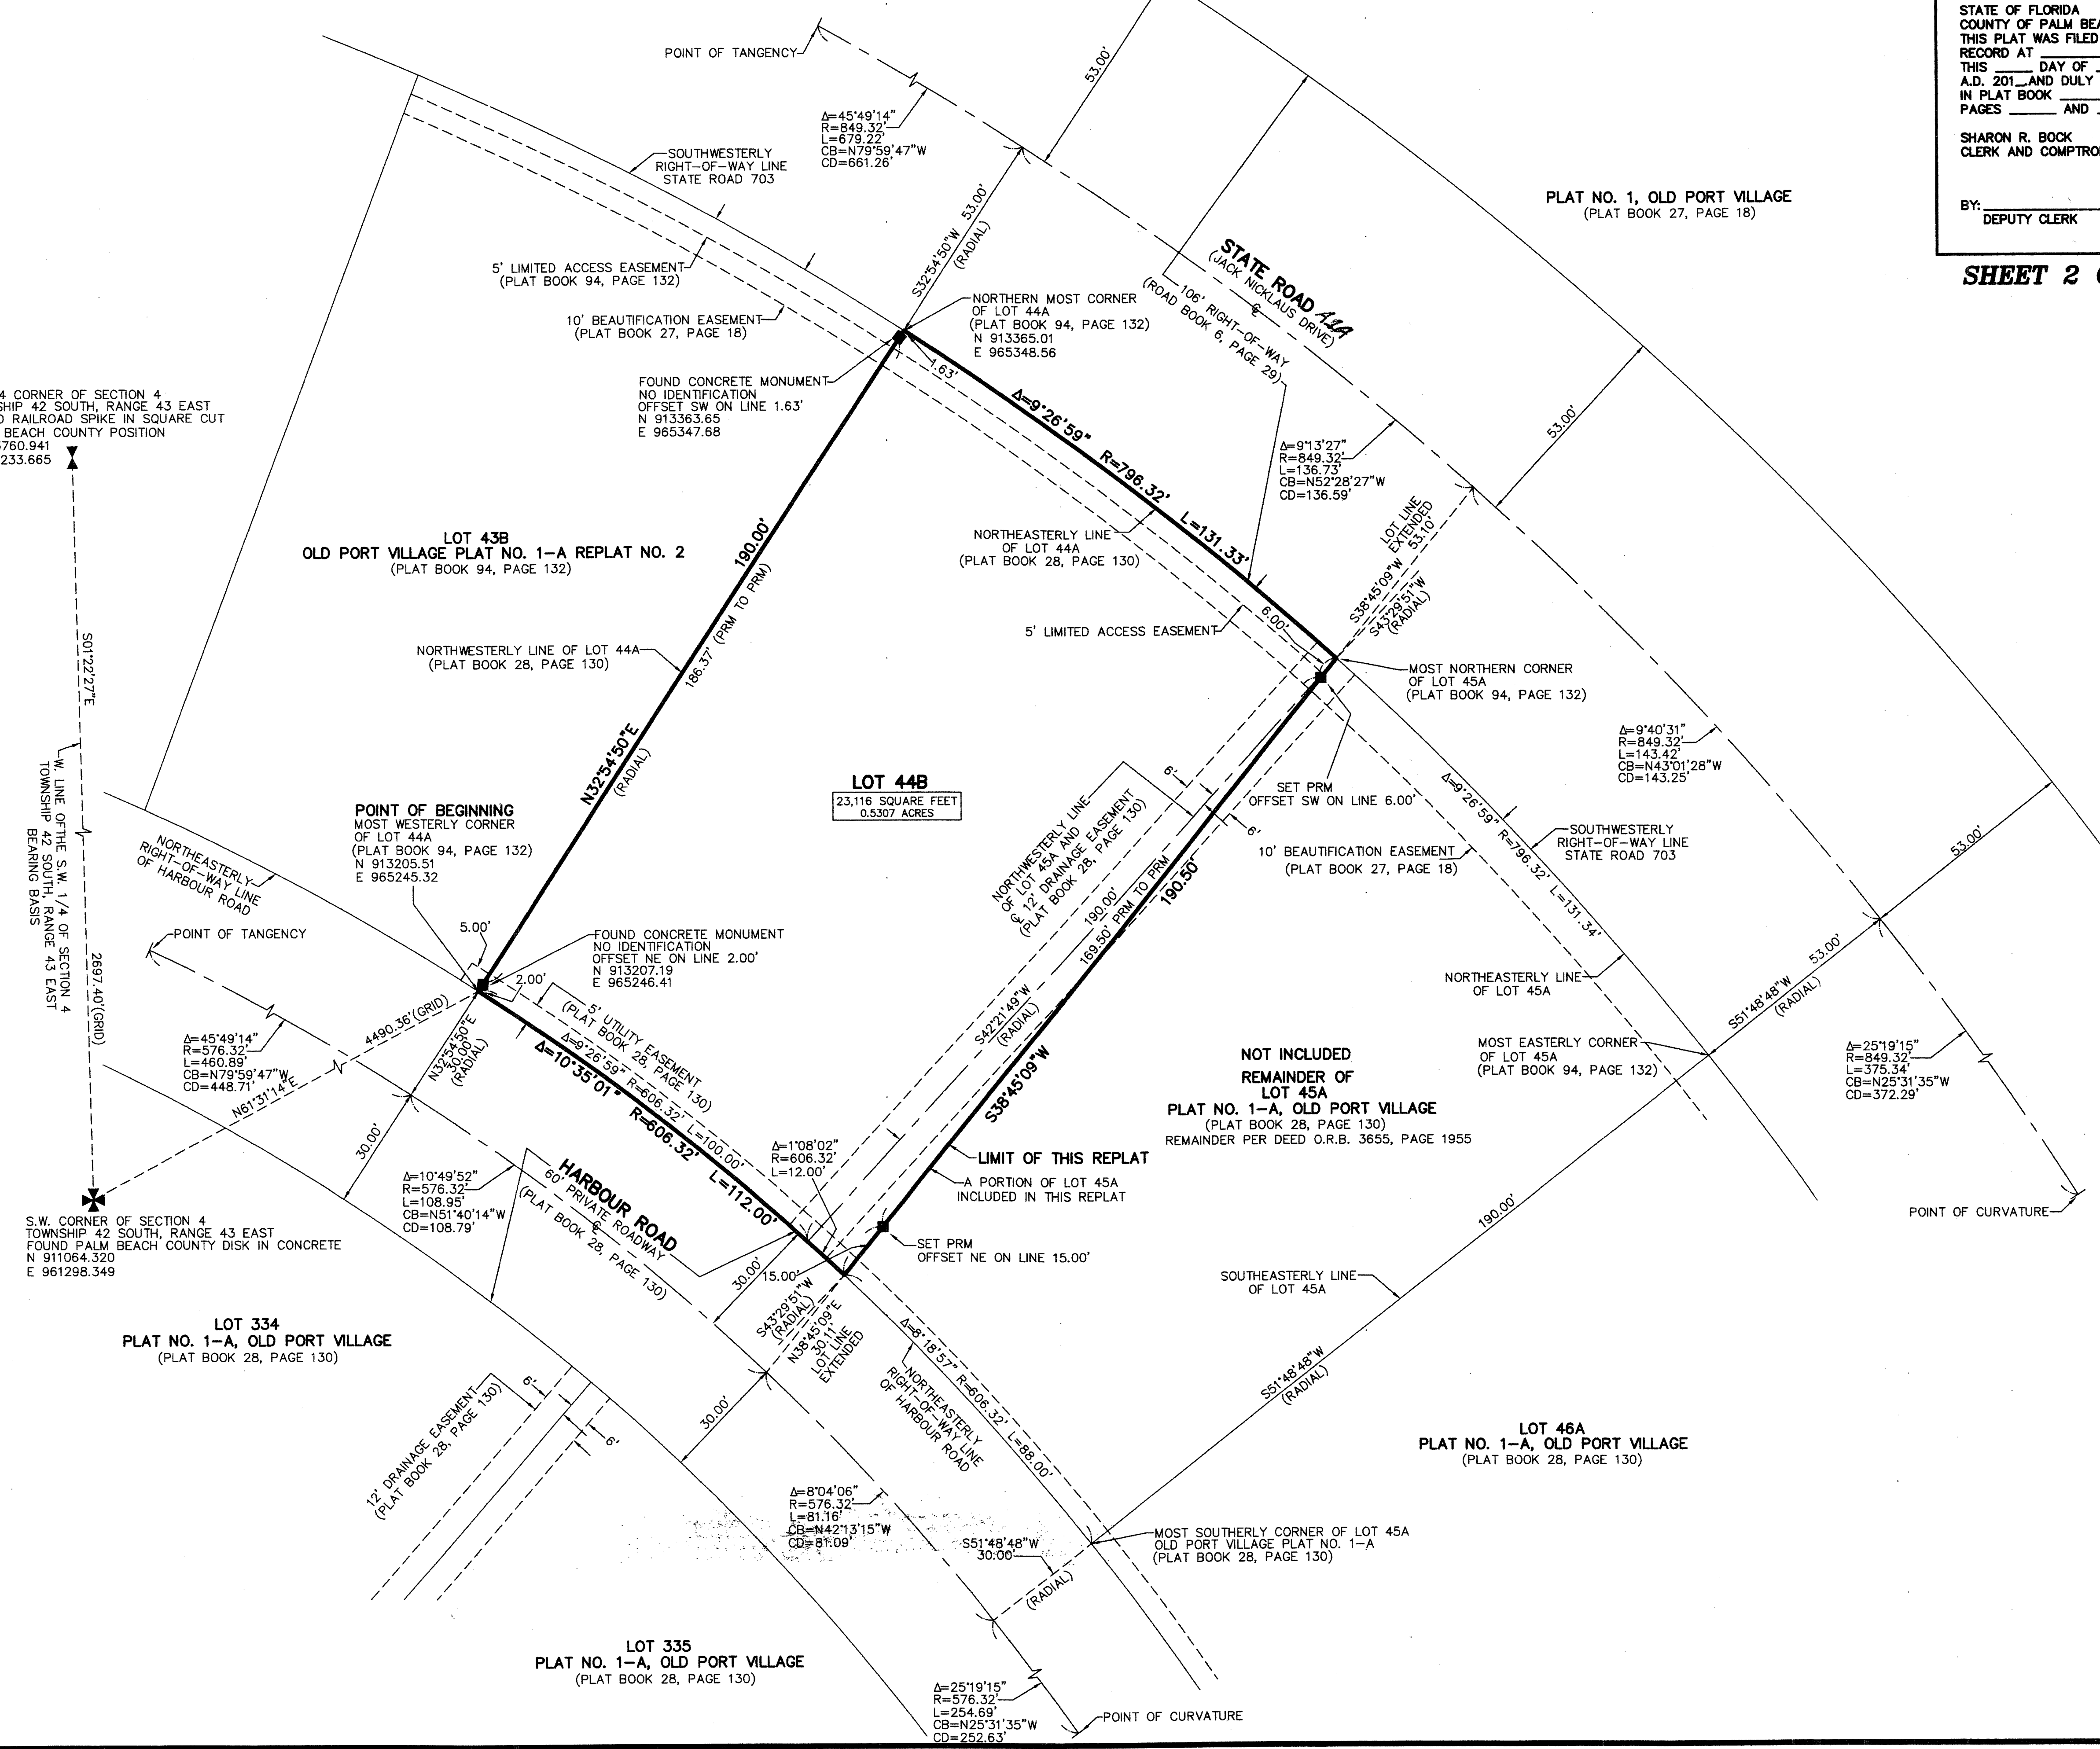 STATE OF FLORIDA
COUNTY OF PALM BEA
THIS PLAT WAS FILED
RECORD AT
THIS ____ DAY OF
A.D. 201__AND DULY
IN PLAT BOOK
PAGES _____ AND
SHARON R. BOCK
CLERK AND COMPTRO
BY:
DEPUTY CLERK
SHEET 2
POINT OF TANGENCY
53.00'
Δ=45°49'14"
R=849.32'
L=679.22'
CB=N79°59'47"W
CD=661.26'
SOUTHWESTERLY
RIGHT-OF-WAY LINE
STATE ROAD 703
S32°54'50"W 53.00'
(RADIAL)
PLAT NO. 1, OLD PORT VILLAGE
(PLAT BOOK 27, PAGE 18)
STATE ROAD A1A
(JACK NICKLAUS DRIVE)
℄
106' RIGHT-OF-WAY
(ROAD BOOK 6, PAGE 29)
5' LIMITED ACCESS EASEMENT
(PLAT BOOK 94, PAGE 132)
10' BEAUTIFICATION EASEMENT
(PLAT BOOK 27, PAGE 18)
NORTHERN MOST CORNER
OF LOT 44A
(PLAT BOOK 94, PAGE 132)
N 913365.01
E 965348.56
FOUND CONCRETE MONUMENT
NO IDENTIFICATION
OFFSET SW ON LINE 1.63'
N 913363.65
E 965347.68
1.63'
Δ=9°26'59" R=796.32' L=131.33'
Δ=9°13'27"
R=849.32'
L=136.73'
CB=N52°28'27"W
CD=136.59'
53.00'
4 CORNER OF SECTION 4
SHIP 42 SOUTH, RANGE 43 EAST
D RAILROAD SPIKE IN SQUARE CUT
BEACH COUNTY POSITION
760.941
233.665
LOT 43B
OLD PORT VILLAGE PLAT NO. 1-A REPLAT NO. 2
(PLAT BOOK 94, PAGE 132)
190.00'
186.37' (PRM TO PRM)
NORTHEASTERLY LINE
OF LOT 44A
(PLAT BOOK 28, PAGE 130)
LOT LINE
EXTENDED
S38°45'09"W 53.10'
S43°29'51"W
(RADIAL)
6.00'
5' LIMITED ACCESS EASEMENT
NORTHWESTERLY LINE OF LOT 44A
(PLAT BOOK 28, PAGE 130)
MOST NORTHERN CORNER
OF LOT 45A
(PLAT BOOK 94, PAGE 132)
S01°22'27"E
W. LINE OFTHE S.W. 1/4 OF SECTION 4
TOWNSHIP 42 SOUTH, RANGE 43 EAST
BEARING BASIS
2697.40'(GRID)
N32°54'50"E
(RADIAL)
LOT 44B
23,116 SQUARE FEET
0.5307 ACRES
Δ=9°40'31"
R=849.32'
L=143.42'
CB=N43°01'28"W
CD=143.25'
SET PRM
OFFSET SW ON LINE 6.00'
6'
6'
NORTHWESTERLY LINE
OF LOT 45A AND
℄ 12' DRAINAGE EASEMENT
(PLAT BOOK 28, PAGE 130)
Δ=9°26'59" R=796.32' L=131.34'
SOUTHWESTERLY
RIGHT-OF-WAY LINE
STATE ROAD 703
10' BEAUTIFICATION EASEMENT
(PLAT BOOK 27, PAGE 18)
53.00'
POINT OF BEGINNING
MOST WESTERLY CORNER
OF LOT 44A
(PLAT BOOK 94, PAGE 132)
N 913205.51
E 965245.32
NORTHEASTERLY
RIGHT-OF-WAY LINE
OF HARBOUR ROAD
POINT OF TANGENCY
5.00'
2.00'
FOUND CONCRETE MONUMENT
NO IDENTIFICATION
OFFSET NE ON LINE 2.00'
N 913207.19
E 965246.41
190.00'
169.50' PRM TO PRM
190.50'
S42°21'49"W
(RADIAL)
S38°45'09"W
NORTHEASTERLY LINE
OF LOT 45A
S51°48'48"W 53.00'
(RADIAL)
MOST EASTERLY CORNER
OF LOT 45A
(PLAT BOOK 94, PAGE 132)
Δ=25°19'15"
R=849.32'
L=375.34'
CB=N25°31'35"W
CD=372.29'
4490.36'(GRID)
N61°31'14"E
Δ=45°49'14"
R=576.32'
L=460.89'
CB=N79°59'47"W
CD=448.71'
N32°54'50"E
30.00'
(RADIAL)
5' UTILITY EASEMENT
(PLAT BOOK 28, PAGE 130)
Δ=9°26'59" R=606.32' L=100.00'
Δ=10°35'01" R=606.32' L=112.00'
NOT INCLUDED
REMAINDER OF
LOT 45A
PLAT NO. 1-A, OLD PORT VILLAGE
(PLAT BOOK 28, PAGE 130)
REMAINDER PER DEED O.R.B. 3655, PAGE 1955
30.00'
Δ=1°08'02"
R=606.32'
L=12.00'
LIMIT OF THIS REPLAT
A PORTION OF LOT 45A
INCLUDED IN THIS REPLAT
Δ=10°49'52"
R=576.32'
L=108.95'
CB=N51°40'14"W
CD=108.79'
HARBOUR ROAD
60' PRIVATE ROADWAY
℄
(PLAT BOOK 28, PAGE 130)
S.W. CORNER OF SECTION 4
TOWNSHIP 42 SOUTH, RANGE 43 EAST
FOUND PALM BEACH COUNTY DISK IN CONCRETE
N 911064.320
E 961298.349
SET PRM
OFFSET NE ON LINE 15.00'
30.00'
15.00'
190.00'
POINT OF CURVATURE
SOUTHEASTERLY LINE
OF LOT 45A
S43°29'51"W
(RADIAL)
N38°45'09"E
30.11'
LOT LINE
EXTENDED
LOT 334
PLAT NO. 1-A, OLD PORT VILLAGE
(PLAT BOOK 28, PAGE 130)
Δ=8°18'57" R=606.32' L=88.00'
NORTHEASTERLY
RIGHT-OF-WAY LINE
OF HARBOUR ROAD
S51°48'48"W
(RADIAL)
30.00'
12' DRAINAGE EASEMENT
(PLAT BOOK 28, PAGE 130)
6'
6'
LOT 46A
PLAT NO. 1-A, OLD PORT VILLAGE
(PLAT BOOK 28, PAGE 130)
Δ=8°04'06"
R=576.32'
L=81.16'
CB=N42°13'15"W
CD=81.09'
S51°48'48"W
30.00'
(RADIAL)
MOST SOUTHERLY CORNER OF LOT 45A
OLD PORT VILLAGE PLAT NO. 1-A
(PLAT BOOK 28, PAGE 130)
LOT 335
PLAT NO. 1-A, OLD PORT VILLAGE
(PLAT BOOK 28, PAGE 130)
Δ=25°19'15"
R=576.32'
L=254.69'
CB=N25°31'35"W
CD=252.63'
POINT OF CURVATURE